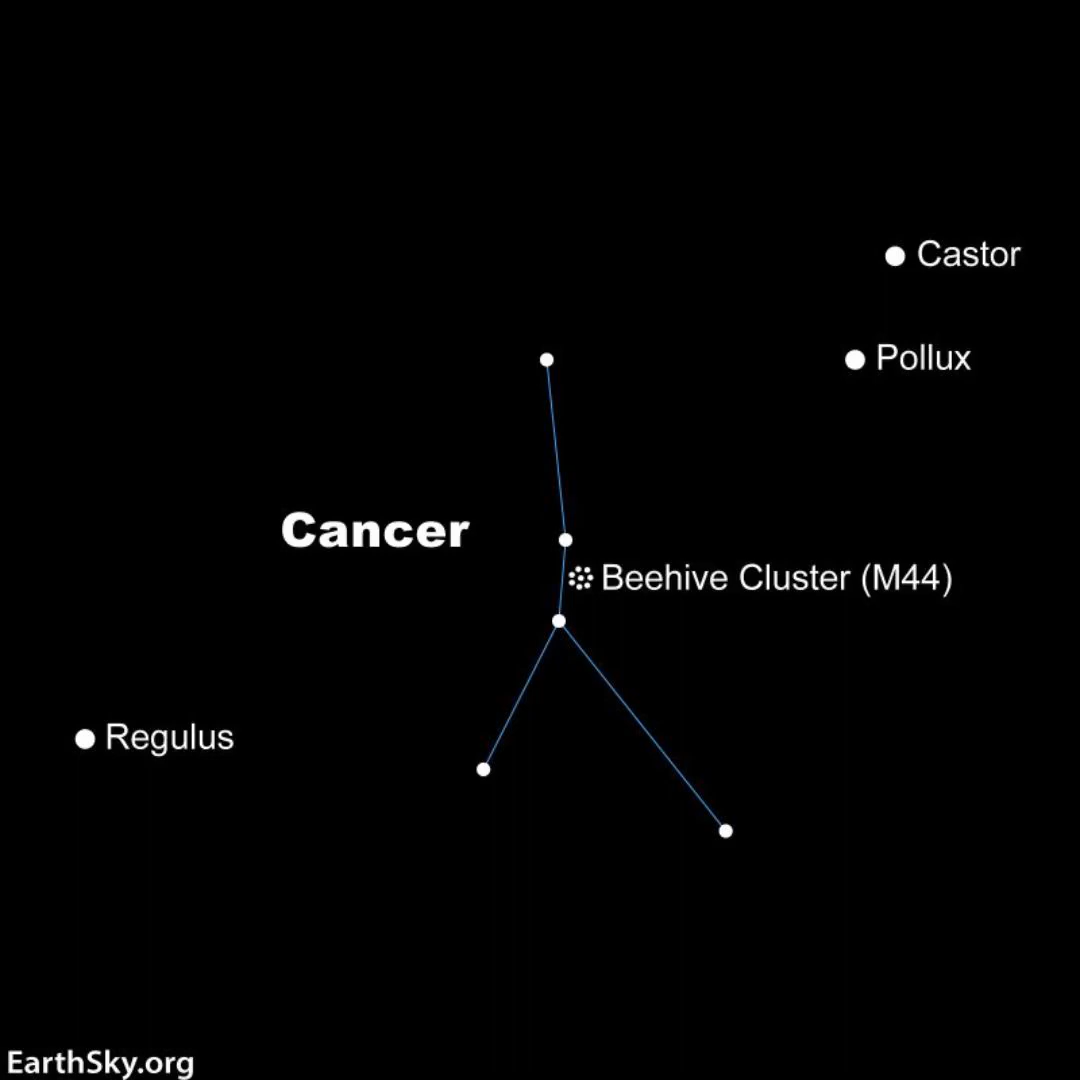 Castor
Pollux
Cancer
Beehive Cluster (M44)
Regulus
EarthSky.org